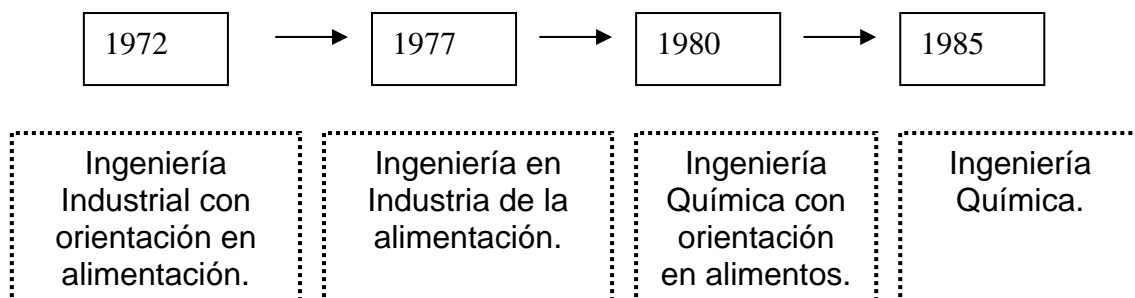 1972
1977
1980
1985
Ingeniería
Industrial con
orientación en
alimentación.
Ingeniería en
Industria de la
alimentación.
Ingeniería
Química con
orientación
en alimentos.
Ingeniería
Química.